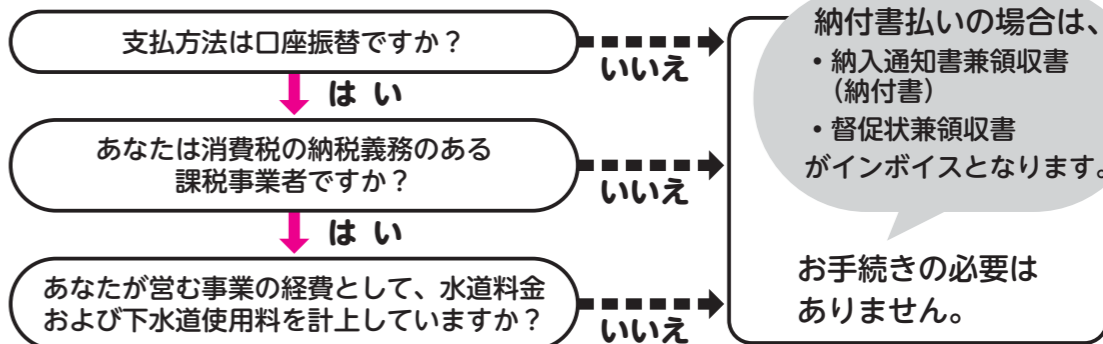 支払方法は口座振替ですか？
いいえ
はい
あなたは消費税の納税義務のある
課税事業者ですか？
いいえ
はい
あなたが営む事業の経費として、水道料金
および下水道使用料を計上していますか？
いいえ
納付書払いの場合は、
・納入通知書兼領収書
（納付書）
・督促状兼領収書
がインボイスとなります。
お手続きの必要は
ありません。